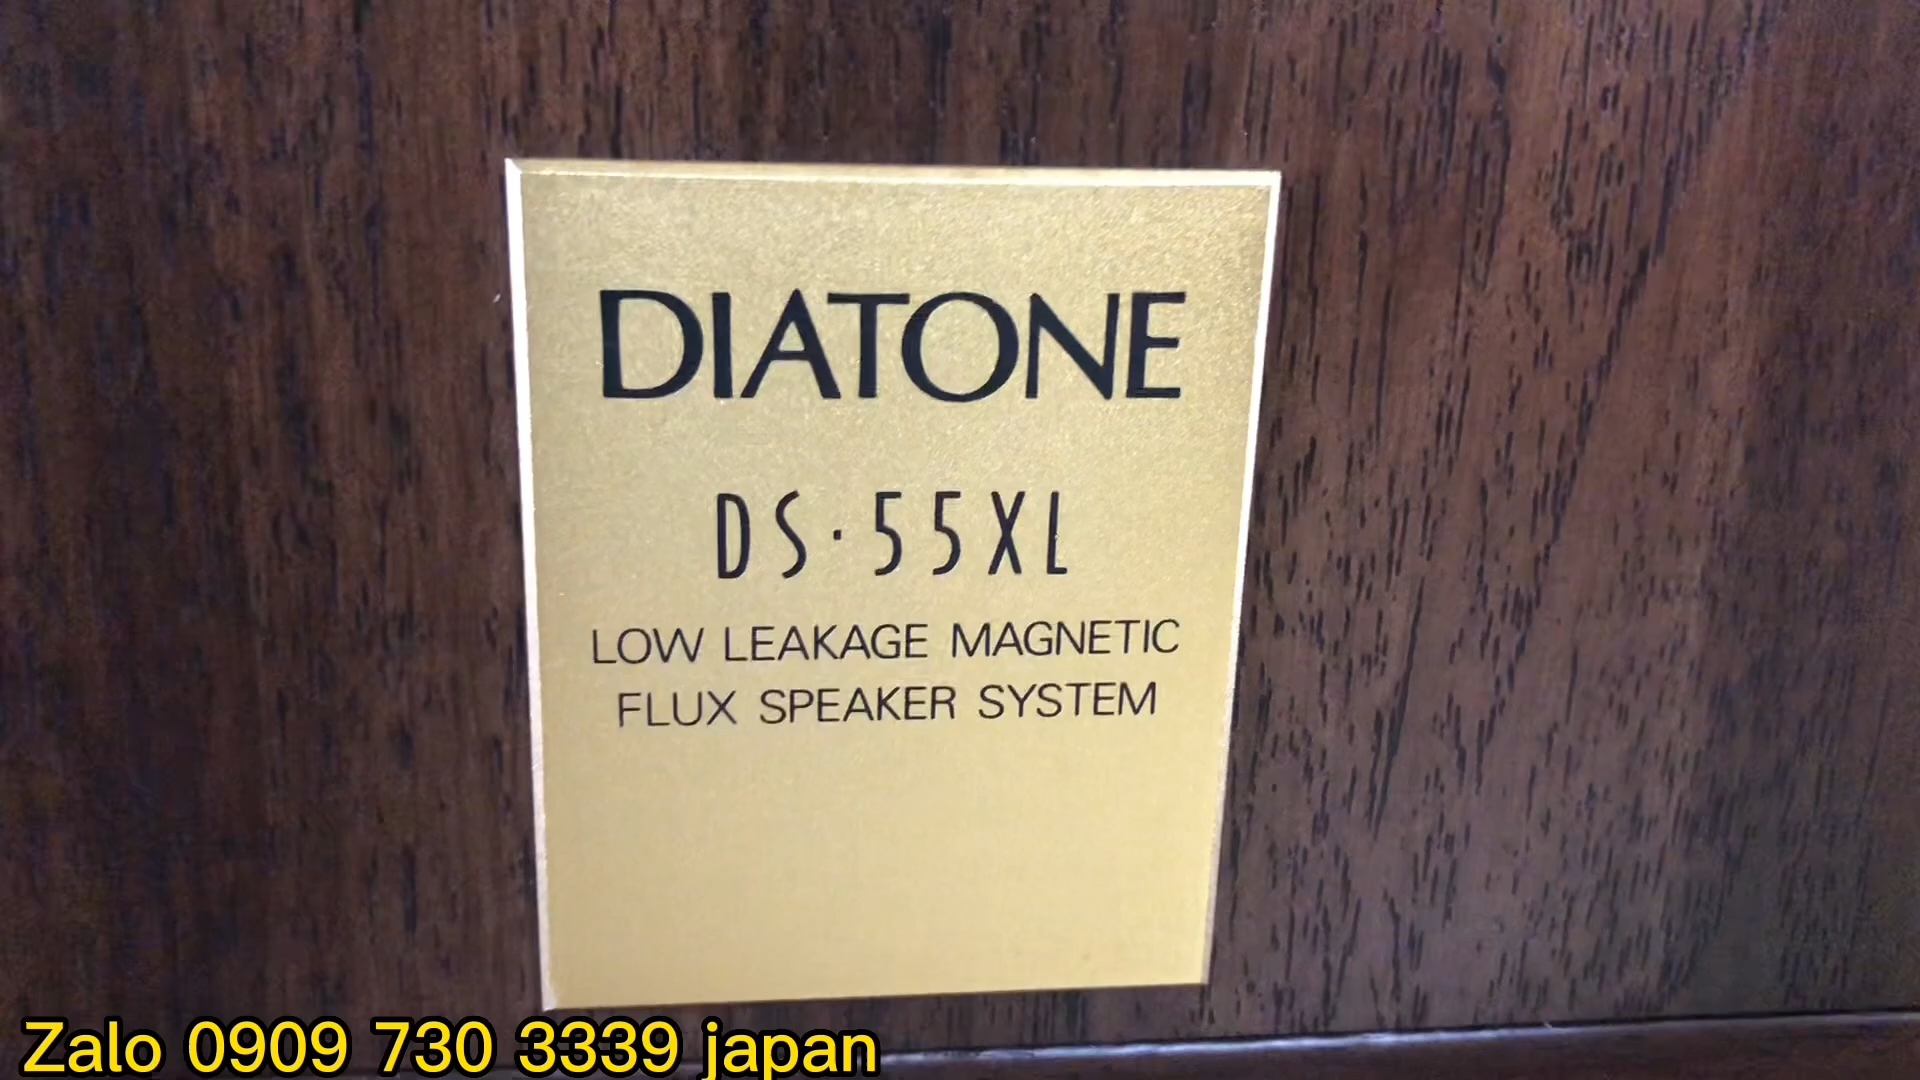 DIATONE
DS·55XL
LOW LEAKAGE MAGNETIC
FLUX SPEAKER SYSTEM
Zalo 0909 730 3339 japan